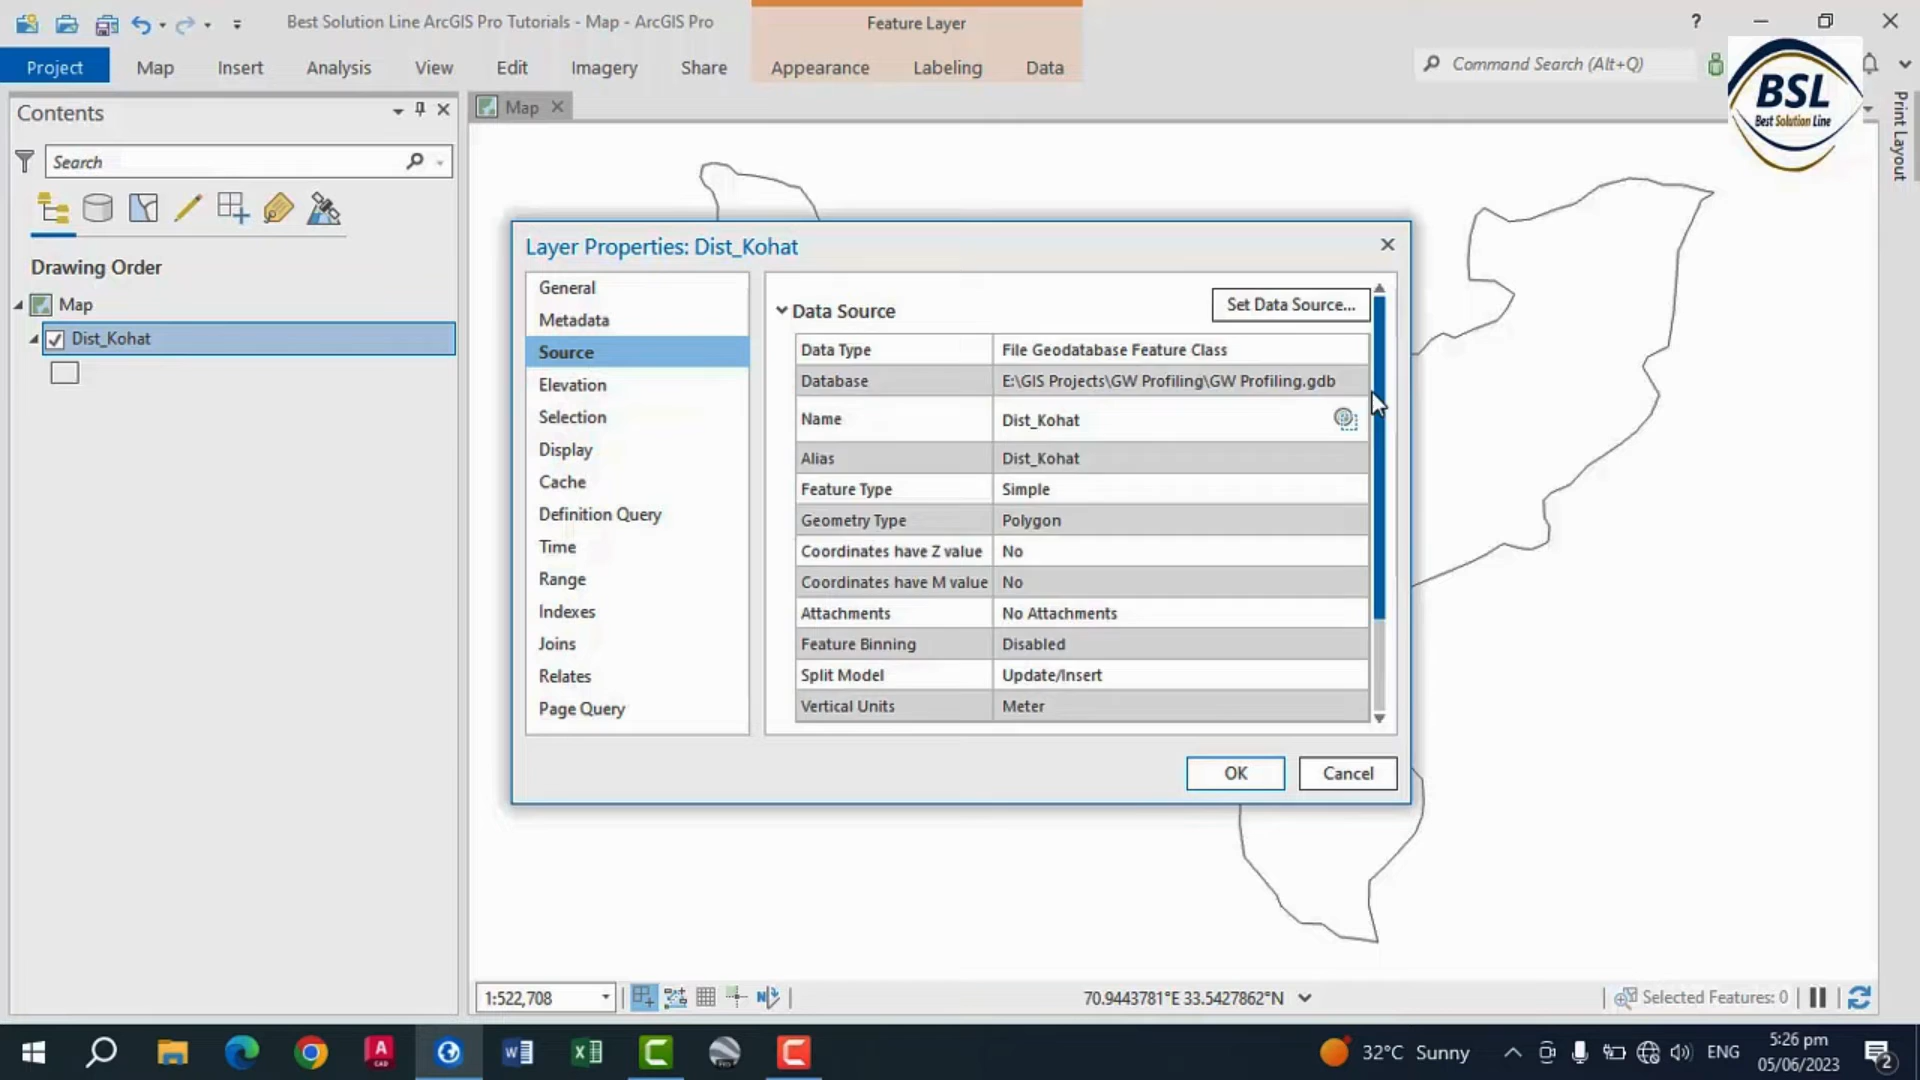 Best Solution Line ArcGIS Pro Tutorials - Map - ArcGIS Pro
Feature Layer
?
Project Map Insert Analysis View Edit Imagery Share Appearance Labeling Data
Command Search (Alt+Q)
BSL
Best Solution Line
Print Layout
Contents
Map
Search
Drawing Order
Map
Dist_Kohat
Layer Properties: Dist_Kohat
General
Metadata
Source
Elevation
Selection
Display
Cache
Definition Query
Time
Range
Indexes
Joins
Relates
Page Query
Data Source
Set Data Source...
Data Type File Geodatabase Feature Class
Database E:\GIS Projects\GW Profiling\GW Profiling.gdb
Name Dist_Kohat
Alias Dist_Kohat
Feature Type Simple
Geometry Type Polygon
Coordinates have Z value No
Coordinates have M value No
Attachments No Attachments
Feature Binning Disabled
Split Model Update/Insert
Vertical Units Meter
OK Cancel
1:522,708
70.9443781°E 33.5427862°N
Selected Features: 0
32°C Sunny
ENG
5:26 pm
05/06/2023
2